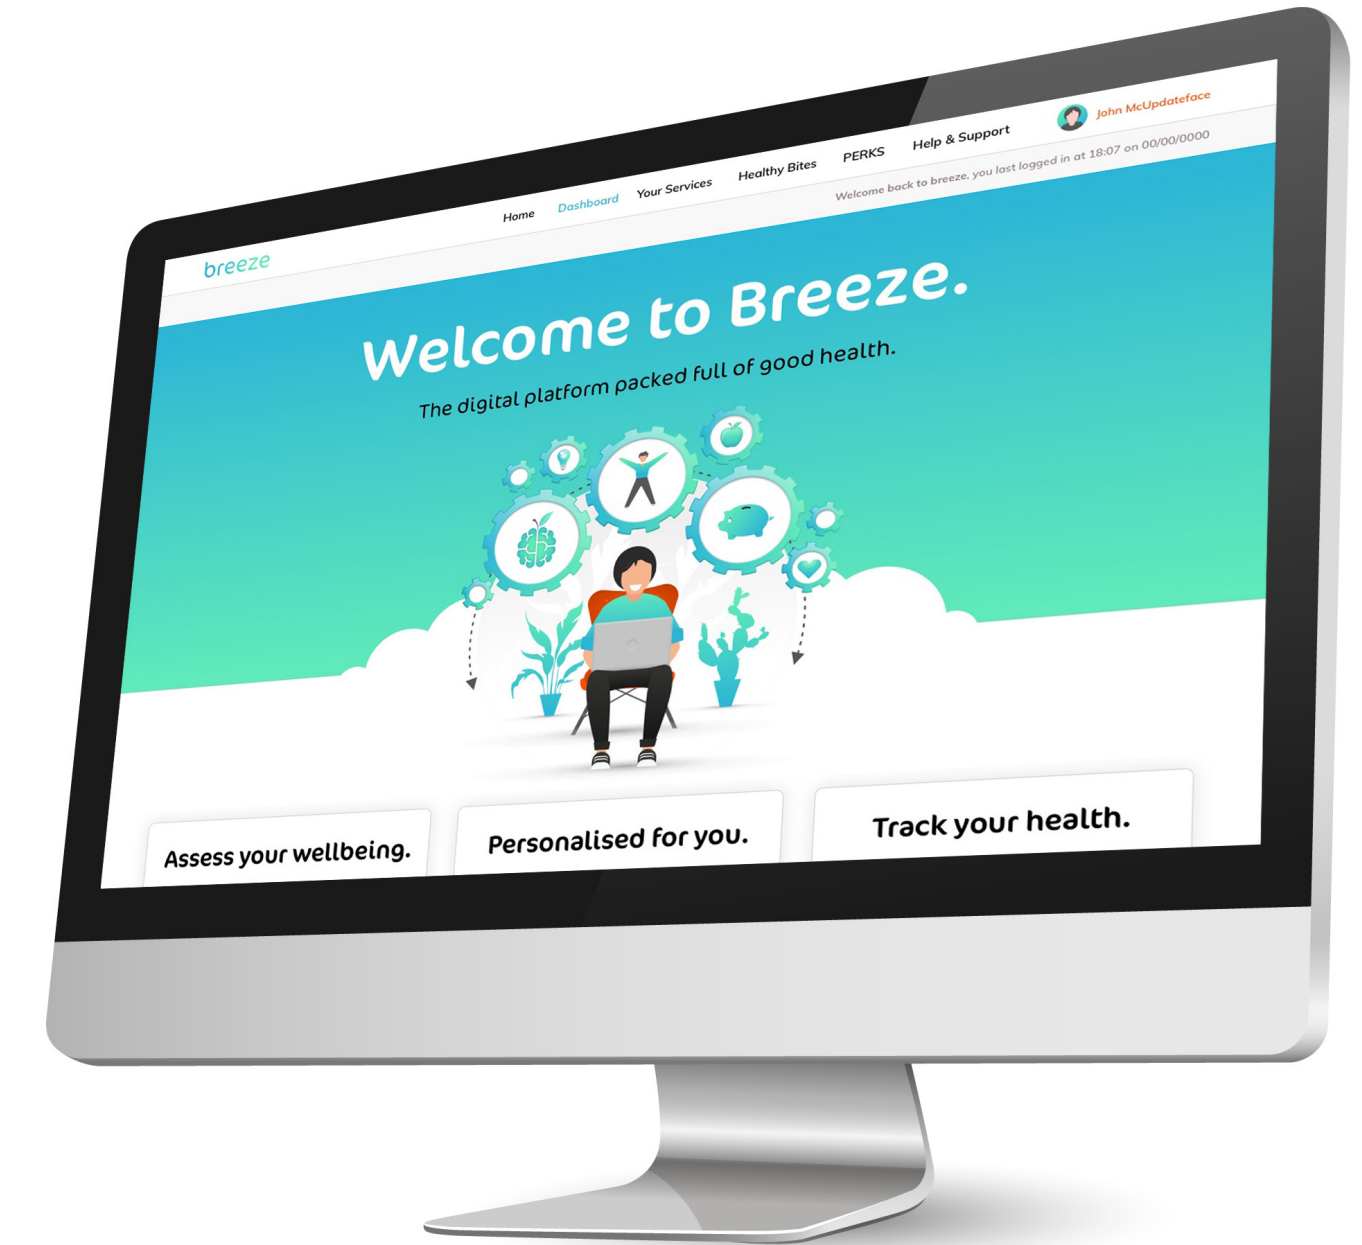 breeze
Home Dashboard Your Services Healthy Bites PERKS Help & Support John McUpdateface
Welcome back to breeze, you last logged in at 18:07 on 00/00/0000
Welcome to Breeze.
The digital platform packed full of good health.
Assess your wellbeing. Personalised for you. Track your health.